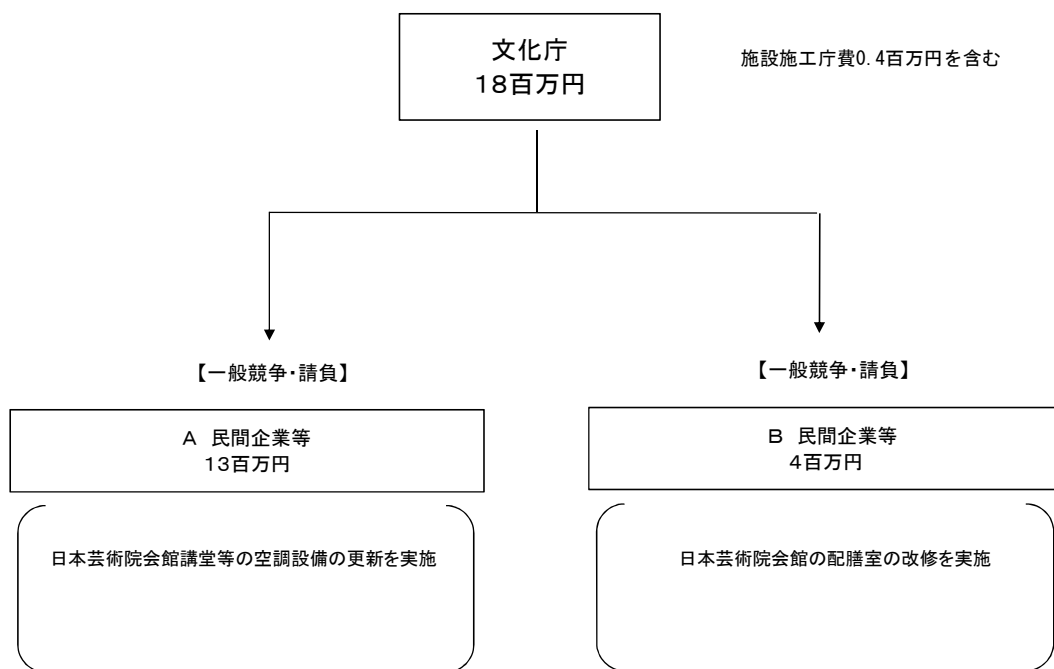 文化庁
18百万円
施設施工庁費0.4百万円を含む
【一般競争・請負】
【一般競争・請負】
A 民間企業等
13百万円
B 民間企業等
4百万円
日本芸術院会館講堂等の空調設備の更新を実施
日本芸術院会館の配膳室の改修を実施